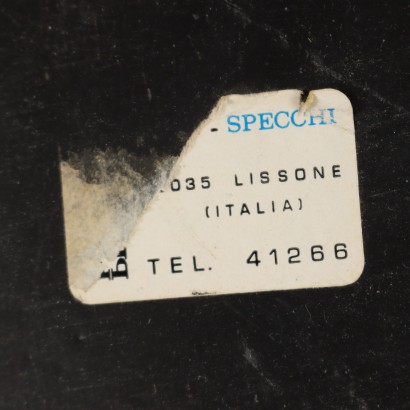 - SPECCHI
035 LISSONE
(ITALIA)
TEL. 41266